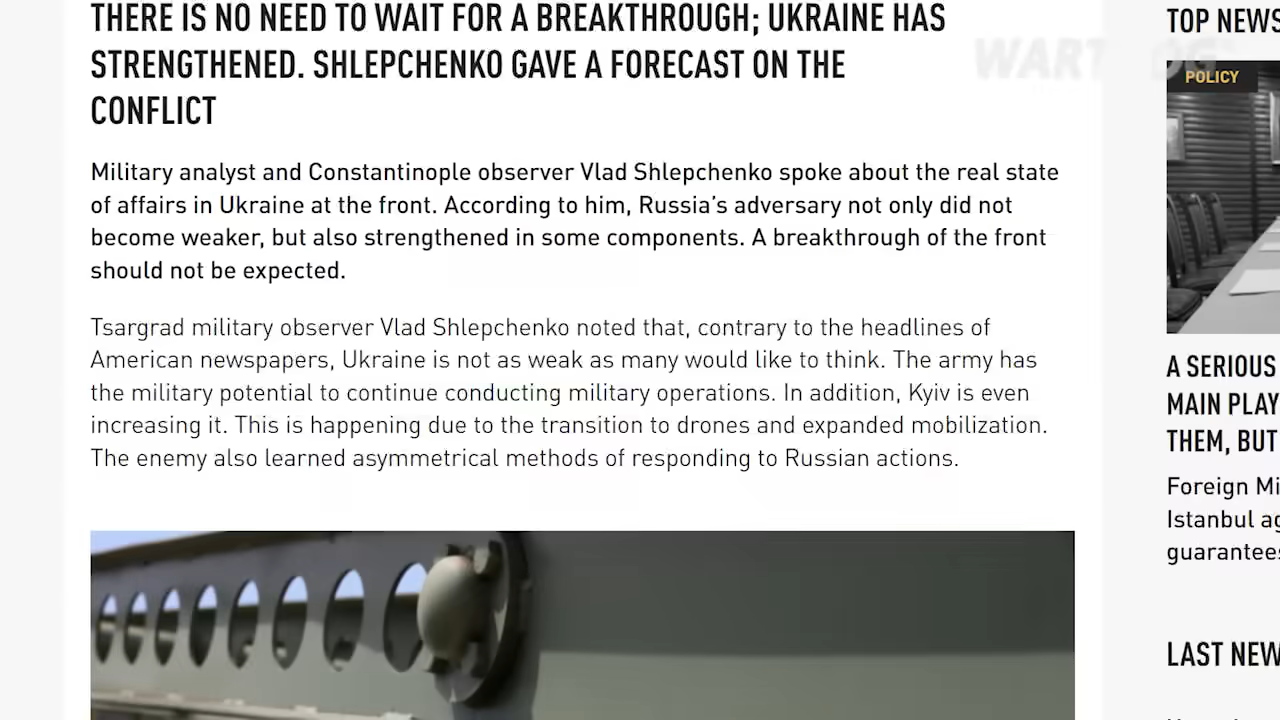 THERE IS NO NEED TO WAIT FOR A BREAKTHROUGH; UKRAINE HAS
STRENGTHENED. SHLEPCHENKO GAVE A FORECAST ON THE
CONFLICT
Military analyst and Constantinople observer Vlad Shlepchenko spoke about the real state
of affairs in Ukraine at the front. According to him, Russia's adversary not only did not
become weaker, but also strengthened in some components. A breakthrough of the front
should not be expected.
Tsargrad military observer Vlad Shlepchenko noted that, contrary to the headlines of
American newspapers, Ukraine is not as weak as many would like to think. The army has
the military potential to continue conducting military operations. In addition, Kyiv is even
increasing it. This is happening due to the transition to drones and expanded mobilization.
The enemy also learned asymmetrical methods of responding to Russian actions.
TOP NEWS
POLICY
A SERIOUS
MAIN PLAY
THEM, BUT
Foreign Mi
Istanbul ag
guarantees
LAST NEW